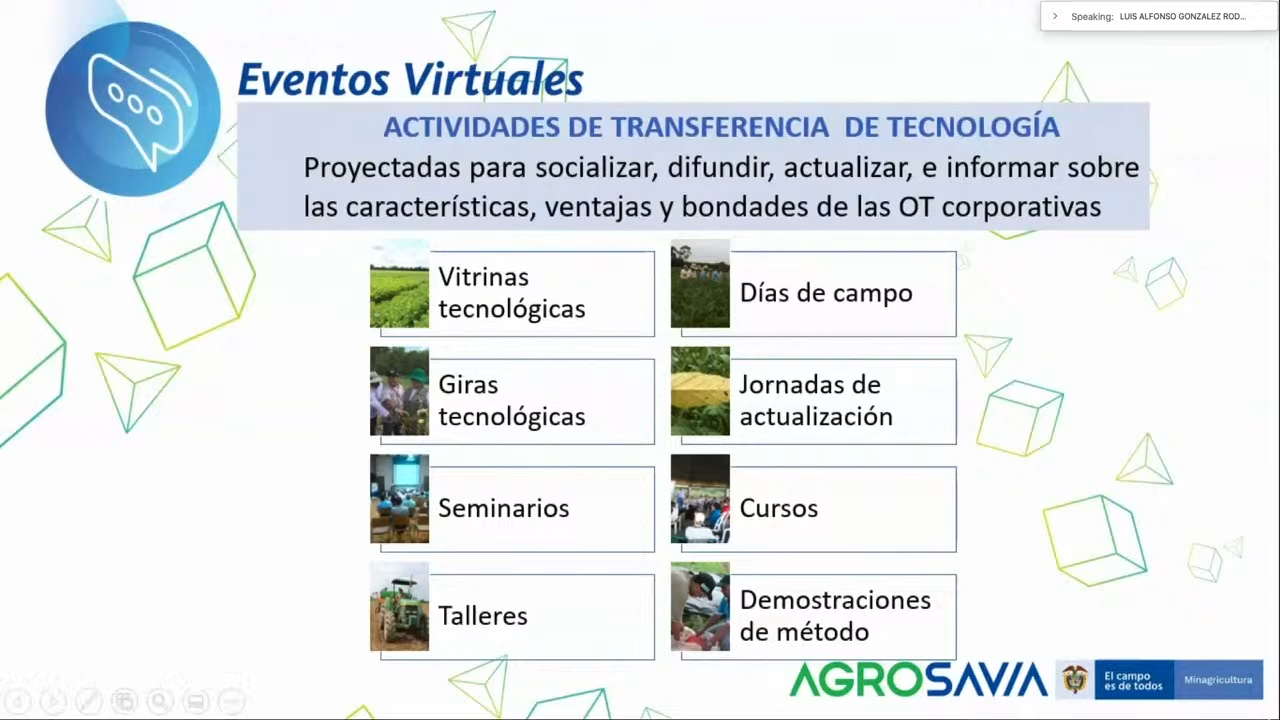 Speaking: LUIS ALFONSO GONZALEZ ROD...
Eventos Virtuales
ACTIVIDADES DE TRANSFERENCIA DE TECNOLOGÍA
Proyectadas para socializar, difundir, actualizar, e informar sobre
las características, ventajas y bondades de las OT corporativas
Vitrinas
tecnológicas
Días de campo
Giras
tecnológicas
Jornadas de
actualización
Seminarios
Cursos
Talleres
Demostraciones
de método
AGROSAVIA
El campo
es de todos
Minagricultura